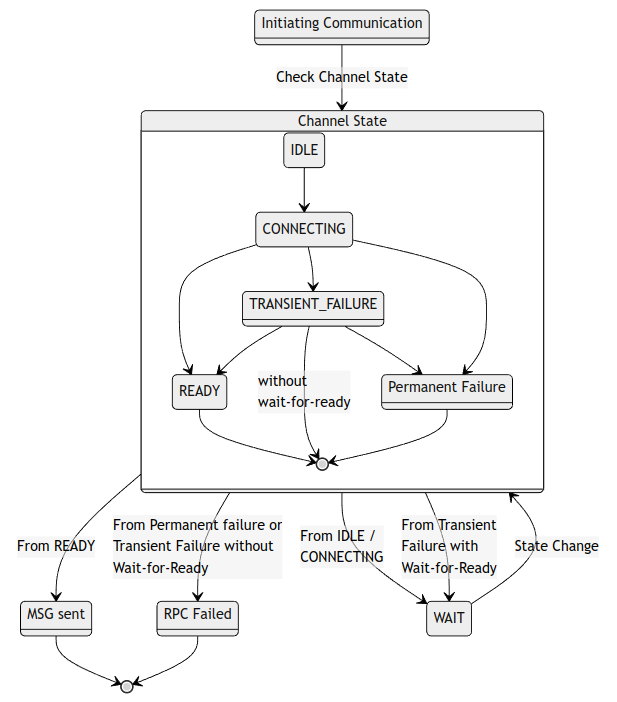 Initiating Communication
Check Channel State
Channel State
IDLE
CONNECTING
TRANSIENT_FAILURE
READY
without
wait-for-ready
Permanent Failure
From READY
From Permanent failure or
Transient Failure without
Wait-for-Ready
From IDLE /
CONNECTING
From Transient
Failure with
Wait-for-Ready
State Change
MSG sent
RPC Failed
WAIT